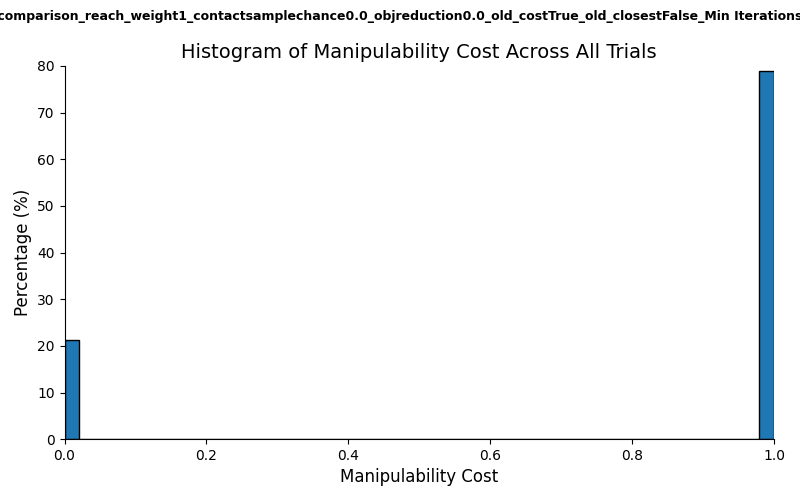 comparison_reach_weight1_contactsamplechance0.0_objreduction0.0_old_costTrue_old_closestFalse_Min Iterations
Histogram of Manipulability Cost Across All Trials
80
70
60
50
40
30
20
10
0
Percentage (%)
0.0 0.2 0.4 0.6 0.8 1.0
Manipulability Cost